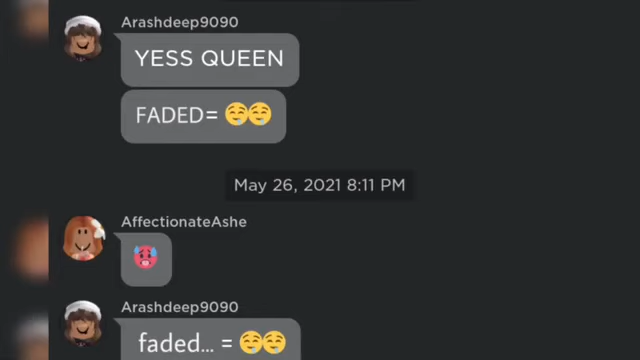 Arashdeep9090
YESS QUEEN
FADED= 🤤🤤
May 26, 2021 8:11 PM
AffectionateAshe
🥵
Arashdeep9090
faded... = 🤤🤤